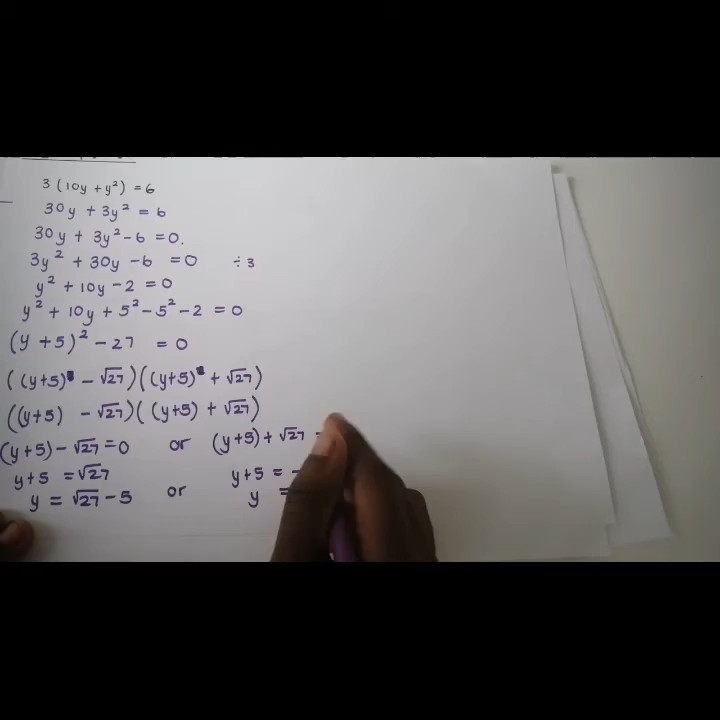 3 (10y + y²) = 6
30y + 3y² = 6
30y + 3y² - 6 = 0.
3y² + 30y - 6 = 0 ÷ 3
y² + 10y - 2 = 0
y² + 10y + 5² - 5² - 2 = 0
(y + 5)² - 27 = 0
((y+5) - √27)((y+5) + √27)
((y+5) - √27)((y+5) + √27)
(y+5) - √27 = 0 or (y+5) + √27
y+5 = √27 y+5 = -
y = √27 - 5 or y =